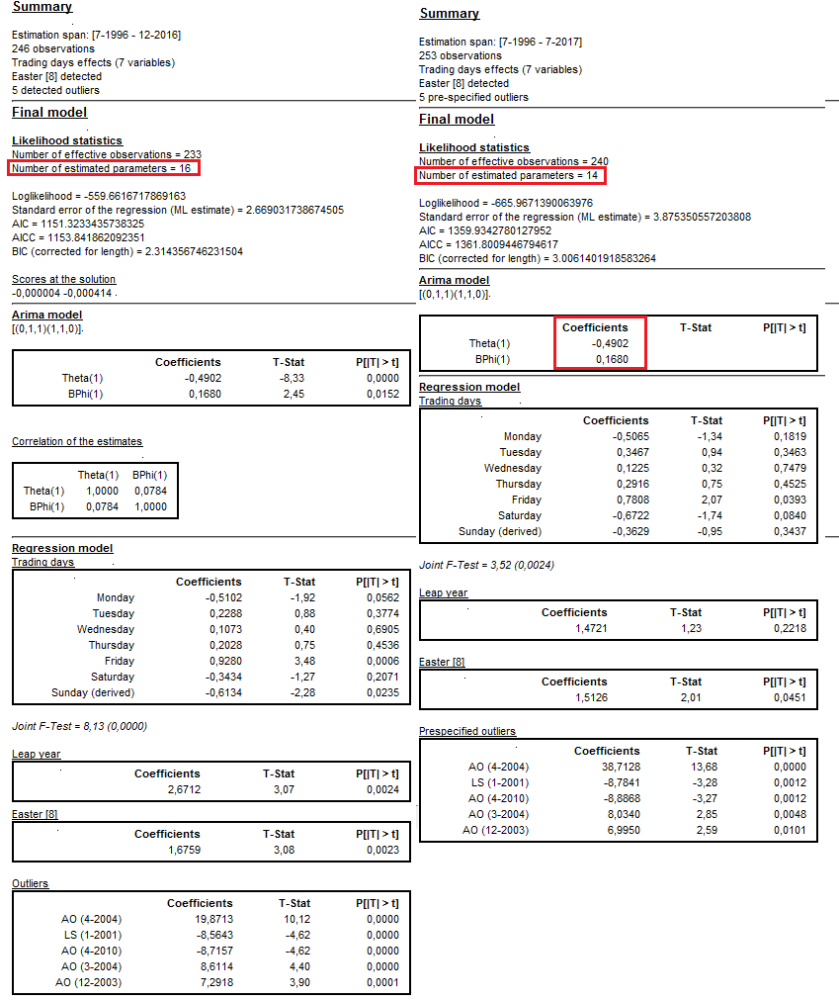 Summary
Estimation span: [7-1996 - 12-2016]
246 observations
Trading days effects (7 variables)
Easter [8] detected
5 detected outliers
Final model
Likelihood statistics
Number of effective observations = 233
Number of estimated parameters = 16
Loglikelihood = -559.6616717869163
Standard error of the regression (ML estimate) = 2.669031738674505
AIC = 1151.3233435738325
AICC = 1153.841862092351
BIC (corrected for length) = 2.314356746231504
Scores at the solution
-0,000004 -0,000414
Arima model
[(0,1,1)(1,1,0)]
Coefficients T-Stat P[|T| > t]
Theta(1) -0,4902 -8,33 0,0000
BPhi(1) 0,1680 2,45 0,0152
Correlation of the estimates
Theta(1) BPhi(1)
Theta(1) 1,0000 0,0784
BPhi(1) 0,0784 1,0000
Regression model
Trading days
Coefficients T-Stat P[|T| > t]
Monday -0,5102 -1,92 0,0562
Tuesday 0,2288 0,88 0,3774
Wednesday 0,1073 0,40 0,6905
Thursday 0,2028 0,75 0,4536
Friday 0,9280 3,48 0,0006
Saturday -0,3434 -1,27 0,2071
Sunday (derived) -0,6134 -2,28 0,0235
Joint F-Test = 8,13 (0,0000)
Leap year
Coefficients T-Stat P[|T| > t]
2,6712 3,07 0,0024
Easter [8]
Coefficients T-Stat P[|T| > t]
1,6759 3,08 0,0023
Outliers
Coefficients T-Stat P[|T| > t]
AO (4-2004) 19,8713 10,12 0,0000
LS (1-2001) -8,5643 -4,62 0,0000
AO (4-2010) -8,7157 -4,62 0,0000
AO (3-2004) 8,6114 4,40 0,0000
AO (12-2003) 7,2918 3,90 0,0001
Summary
Estimation span: [7-1996 - 7-2017]
253 observations
Trading days effects (7 variables)
Easter [8] detected
5 pre-specified outliers
Final model
Likelihood statistics
Number of effective observations = 240
Number of estimated parameters = 14
Loglikelihood = -665.9671390063976
Standard error of the regression (ML estimate) = 3.875350557203808
AIC = 1359.9342780127952
AICC = 1361.8009446794617
BIC (corrected for length) = 3.0061401918583264
Arima model
[(0,1,1)(1,1,0)]
Coefficients T-Stat P[|T| > t]
Theta(1) -0,4902
BPhi(1) 0,1680
Regression model
Trading days
Coefficients T-Stat P[|T| > t]
Monday -0,5065 -1,34 0,1819
Tuesday 0,3467 0,94 0,3463
Wednesday 0,1225 0,32 0,7479
Thursday 0,2916 0,75 0,4525
Friday 0,7808 2,07 0,0393
Saturday -0,6722 -1,74 0,0840
Sunday (derived) -0,3629 -0,95 0,3437
Joint F-Test = 3,52 (0,0024)
Leap year
Coefficients T-Stat P[|T| > t]
1,4721 1,23 0,2218
Easter [8]
Coefficients T-Stat P[|T| > t]
1,5126 2,01 0,0451
Prespecified outliers
Coefficients T-Stat P[|T| > t]
AO (4-2004) 38,7128 13,68 0,0000
LS (1-2001) -8,7841 -3,28 0,0012
AO (4-2010) -8,8868 -3,27 0,0012
AO (3-2004) 8,0340 2,85 0,0048
AO (12-2003) 6,9950 2,59 0,0101